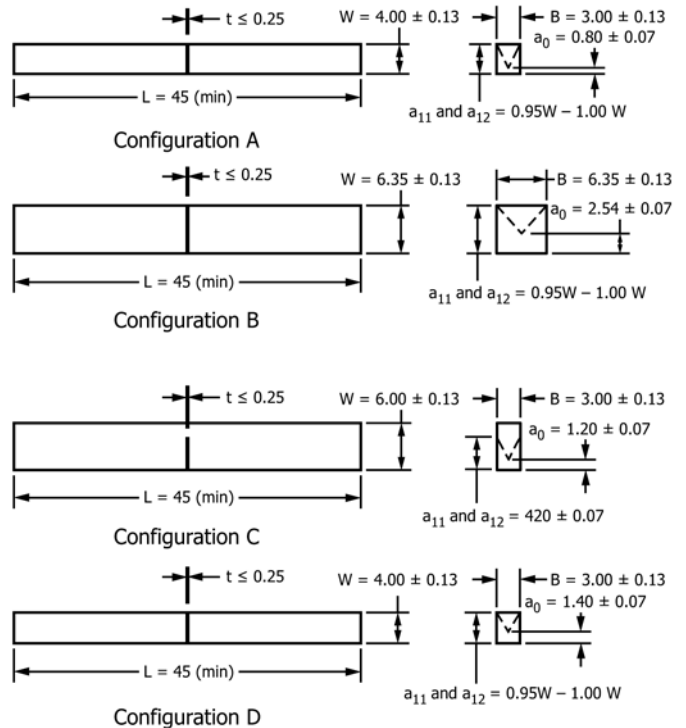 t ≤ 0.25
W = 4.00 ± 0.13
B = 3.00 ± 0.13
a₀ = 0.80 ± 0.07
L = 45 (min)
a₁₁ and a₁₂ = 0.95W – 1.00 W
Configuration A
t ≤ 0.25
W = 6.35 ± 0.13
B = 6.35 ± 0.13
a₀ = 2.54 ± 0.07
L = 45 (min)
a₁₁ and a₁₂ = 0.95W – 1.00 W
Configuration B
t ≤ 0.25
W = 6.00 ± 0.13
B = 3.00 ± 0.13
a₀ = 1.20 ± 0.07
L = 45 (min)
a₁₁ and a₁₂ = 420 ± 0.07
Configuration C
t ≤ 0.25
W = 4.00 ± 0.13
B = 3.00 ± 0.13
a₀ = 1.40 ± 0.07
L = 45 (min)
a₁₁ and a₁₂ = 0.95W – 1.00 W
Configuration D